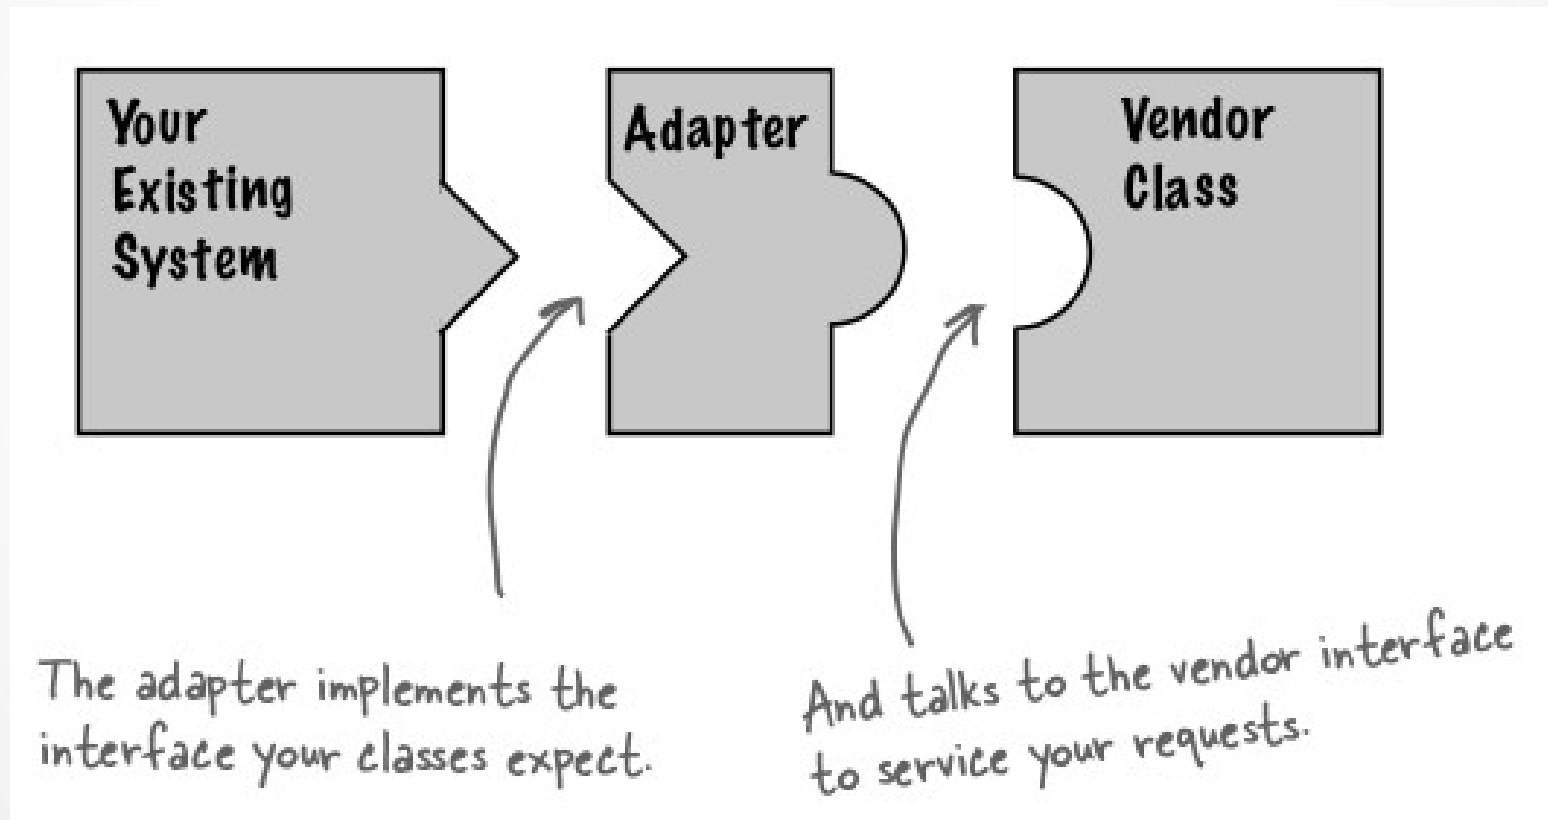 Your
Existing
System
Adapter
Vendor
Class
The adapter implements the
interface your classes expect.
And talks to the vendor interface
to service your requests.